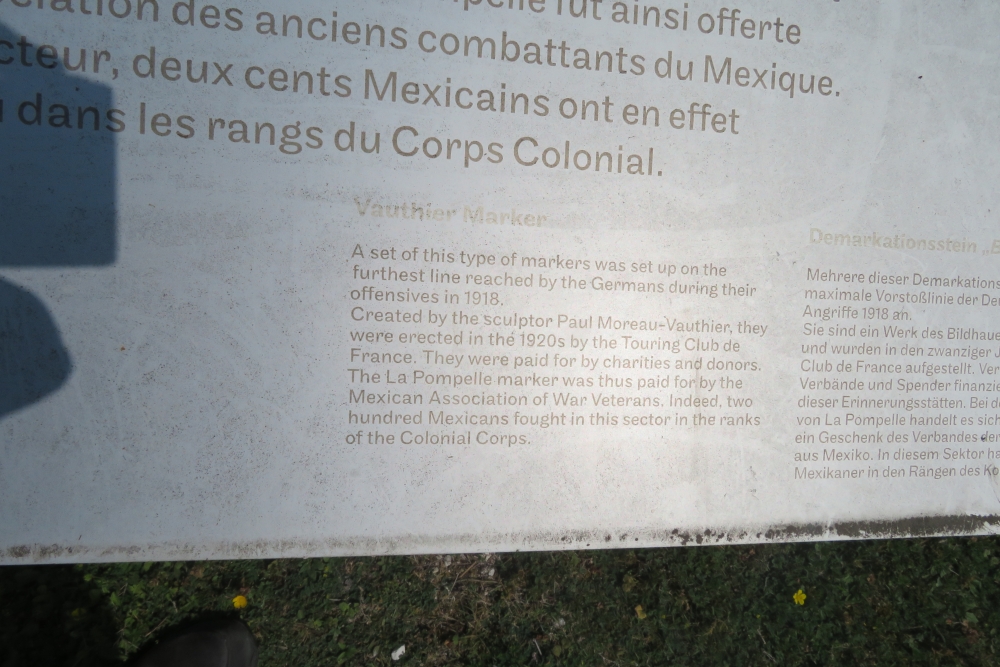 des anciens combattants du Mexique.
fut ainsi offerte
deux cents Mexicains ont en effet
dans les rangs du Corps Colonial.
Vauthier Marker
A set of this type of markers was set up on the
furthest line reached by the Germans during their
offensives in 1918.
Created by the sculptor Paul Moreau-Vauthier, they
were erected in the 1920s by the Touring Club de
France. They were paid for by charities and donors.
The La Pompelle marker was thus paid for by the
Mexican Association of War Veterans. Indeed, two
hundred Mexicans fought in this sector in the ranks
of the Colonial Corps.
Demarkationsstein „B
Mehrere dieser Demarkations
maximale Vorstoßlinie der De
Angriffe 1918 an.
Sie sind ein Werk des Bildhaue
und wurden in den zwanziger J
Club de France aufgestellt. Ver
Verbände und Spender finanzie
dieser Erinnerungsstätten. Bei de
von La Pompelle handelt es sich
ein Geschenk des Verbandes der
aus Mexiko. In diesem Sektor ha
Mexikaner in den Rängen des Ko